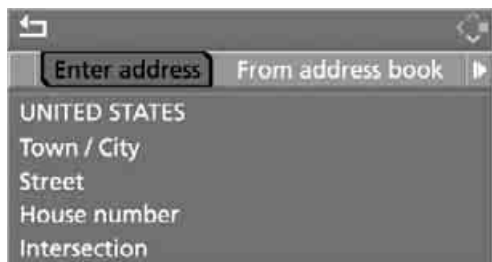 Enter address From address book
UNITED STATES
Town / City
Street
House number
Intersection